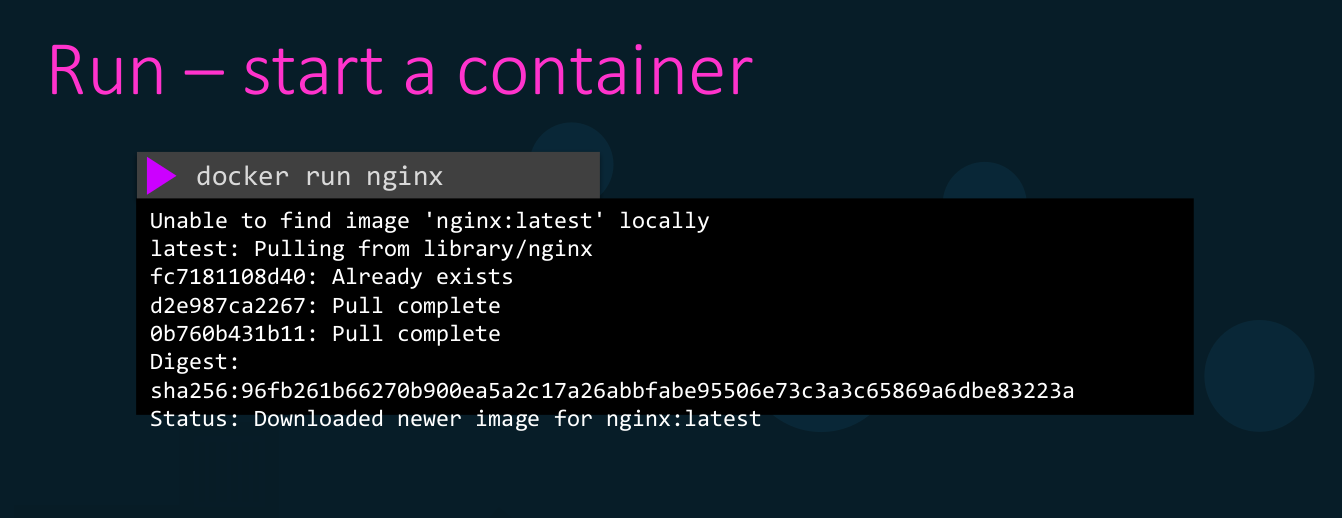 Run – start a container
docker run nginx
Unable to find image 'nginx:latest' locally
latest: Pulling from library/nginx
fc7181108d40: Already exists
d2e987ca2267: Pull complete
0b760b431b11: Pull complete
Digest:
sha256:96fb261b66270b900ea5a2c17a26abbfabe95506e73c3a3c65869a6dbe83223a
Status: Downloaded newer image for nginx:latest